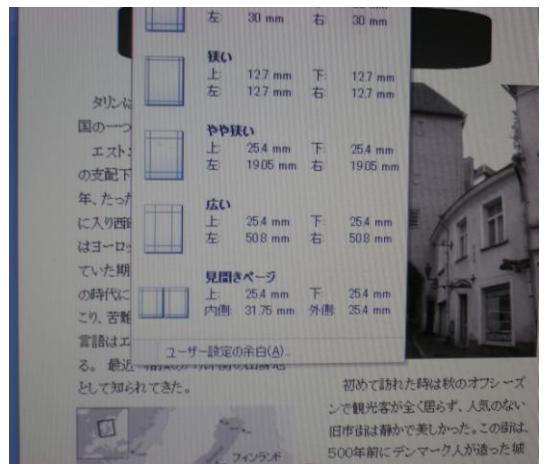 左: 30 mm 右: 30 mm
狭い
上: 12.7 mm 下: 12.7 mm
左: 12.7 mm 右: 12.7 mm
やや狭い
上: 25.4 mm 下: 25.4 mm
左: 19.05 mm 右: 19.05 mm
広い
上: 25.4 mm 下: 25.4 mm
左: 50.8 mm 右: 50.8 mm
見開きページ
上: 25.4 mm 下: 25.4 mm
内側: 31.75 mm 外側: 25.4 mm
ユーザー設定の余白(A)...
タリンに
国の一つ
エスト
の支配下
年、たった
に入り西
はヨーロッ
ていた期
の時代に
こり、苦難
言語はエ
る。 最近
として知られてきた。
フィンランド
初めて訪れた時は秋のオフシーズ
ンで観光客が全く居らず、人気のない
旧市街は静かで美しかった。この街は、
500年前にデンマーク人が造った城